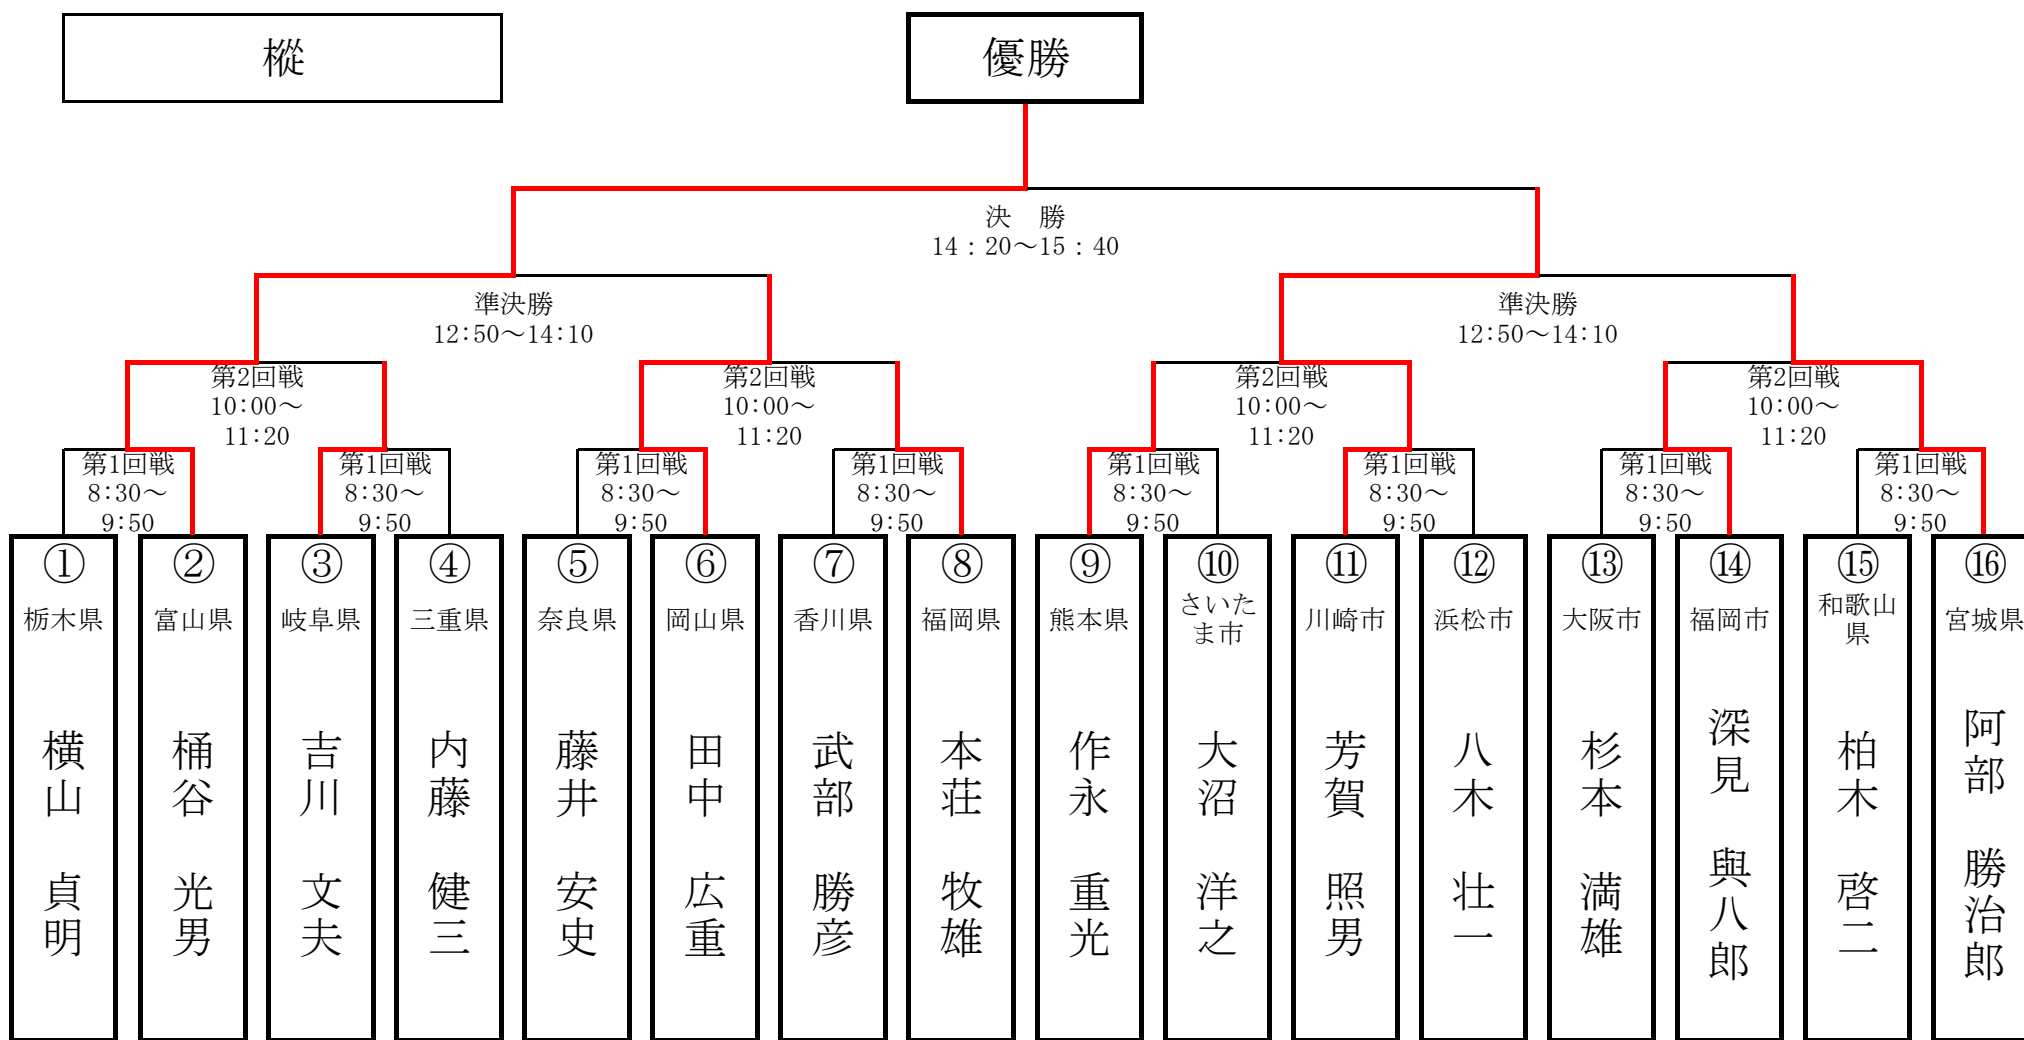 樅
優勝
決　勝
14：20～15：40
準決勝
12:50～14:10
準決勝
12:50～14:10
第2回戦
10:00～
11:20
第2回戦
10:00～
11:20
第2回戦
10:00～
11:20
第2回戦
10:00～
11:20
第1回戦
8:30～
9:50
第1回戦
8:30～
9:50
第1回戦
8:30～
9:50
第1回戦
8:30～
9:50
第1回戦
8:30～
9:50
第1回戦
8:30～
9:50
第1回戦
8:30～
9:50
第1回戦
8:30～
9:50
①
栃木県
横山　貞明
②
富山県
桶谷　光男
③
岐阜県
吉川　文夫
④
三重県
内藤　健三
⑤
奈良県
藤井　安史
⑥
岡山県
田中　広重
⑦
香川県
武部　勝彦
⑧
福岡県
本荘　牧雄
⑨
熊本県
作永　重光
⑩
さいた
ま市
大沼　洋之
⑪
川崎市
芳賀　照男
⑫
浜松市
八木　壮一
⑬
大阪市
杉本　満雄
⑭
福岡市
深見　與八郎
⑮
和歌山
県
柏木　啓二
⑯
宮城県
阿部　勝治郎